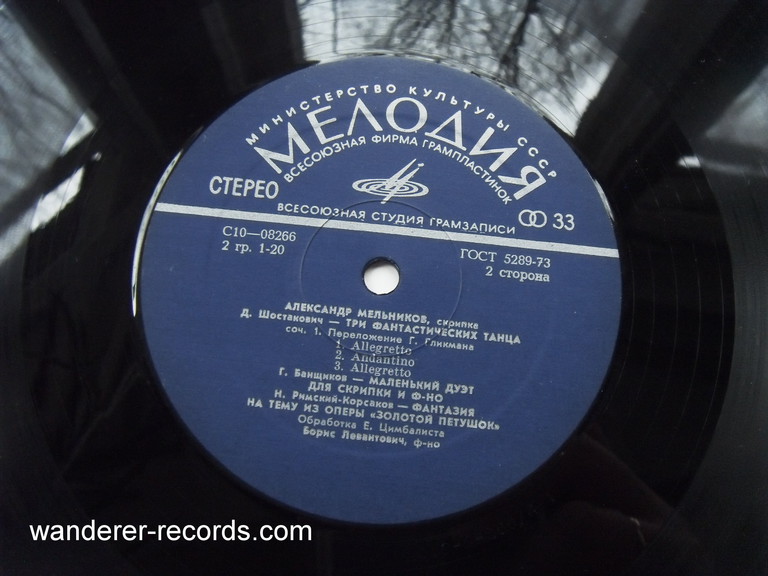 МИНИСТЕРСТВО КУЛЬТУРЫ СССР
МЕЛОДИЯ
ВСЕСОЮЗНАЯ ФИРМА ГРАМПЛАСТИНОК
СТЕРЕО
33
ВСЕСОЮЗНАЯ СТУДИЯ ГРАМЗАПИСИ
С10—08266
ГОСТ 5289-73
2 гр. 1-20
2 сторона
АЛЕКСАНДР МЕЛЬНИКОВ, скрипка
Д. Шостакович — ТРИ ФАНТАСТИЧЕСКИХ ТАНЦА
соч. 1. Переложение Г. Гликмана
1. Allegretto
2. Andantino
3. Allegretto
Г. Банщиков — МАЛЕНЬКИЙ ДУЭТ
ДЛЯ СКРИПКИ И Ф-НО
Н. Римский-Корсаков — ФАНТАЗИЯ
НА ТЕМУ ИЗ ОПЕРЫ «ЗОЛОТОЙ ПЕТУШОК»
Обработка Е. Цимбалиста
Борис Левантович, ф-но
wanderer-records.com